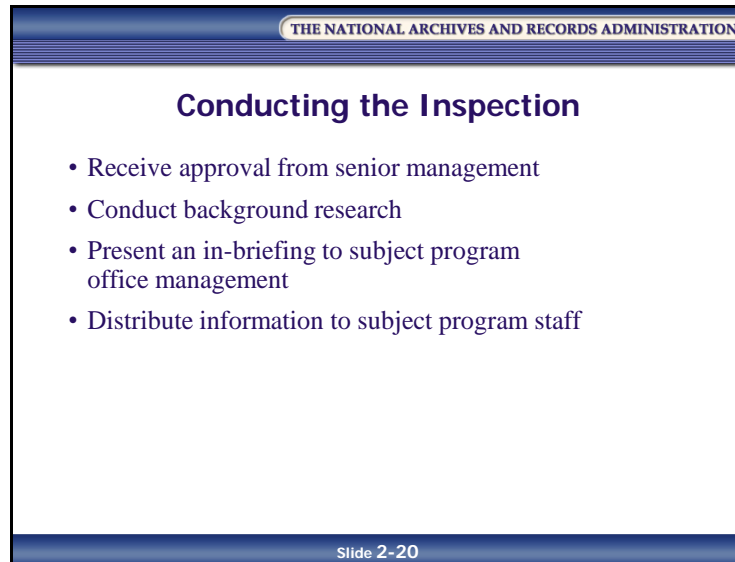 THE NATIONAL ARCHIVES AND RECORDS ADMINISTRATION
Conducting the Inspection
• Receive approval from senior management
• Conduct background research
• Present an in-briefing to subject program
office management
• Distribute information to subject program staff
Slide 2-20